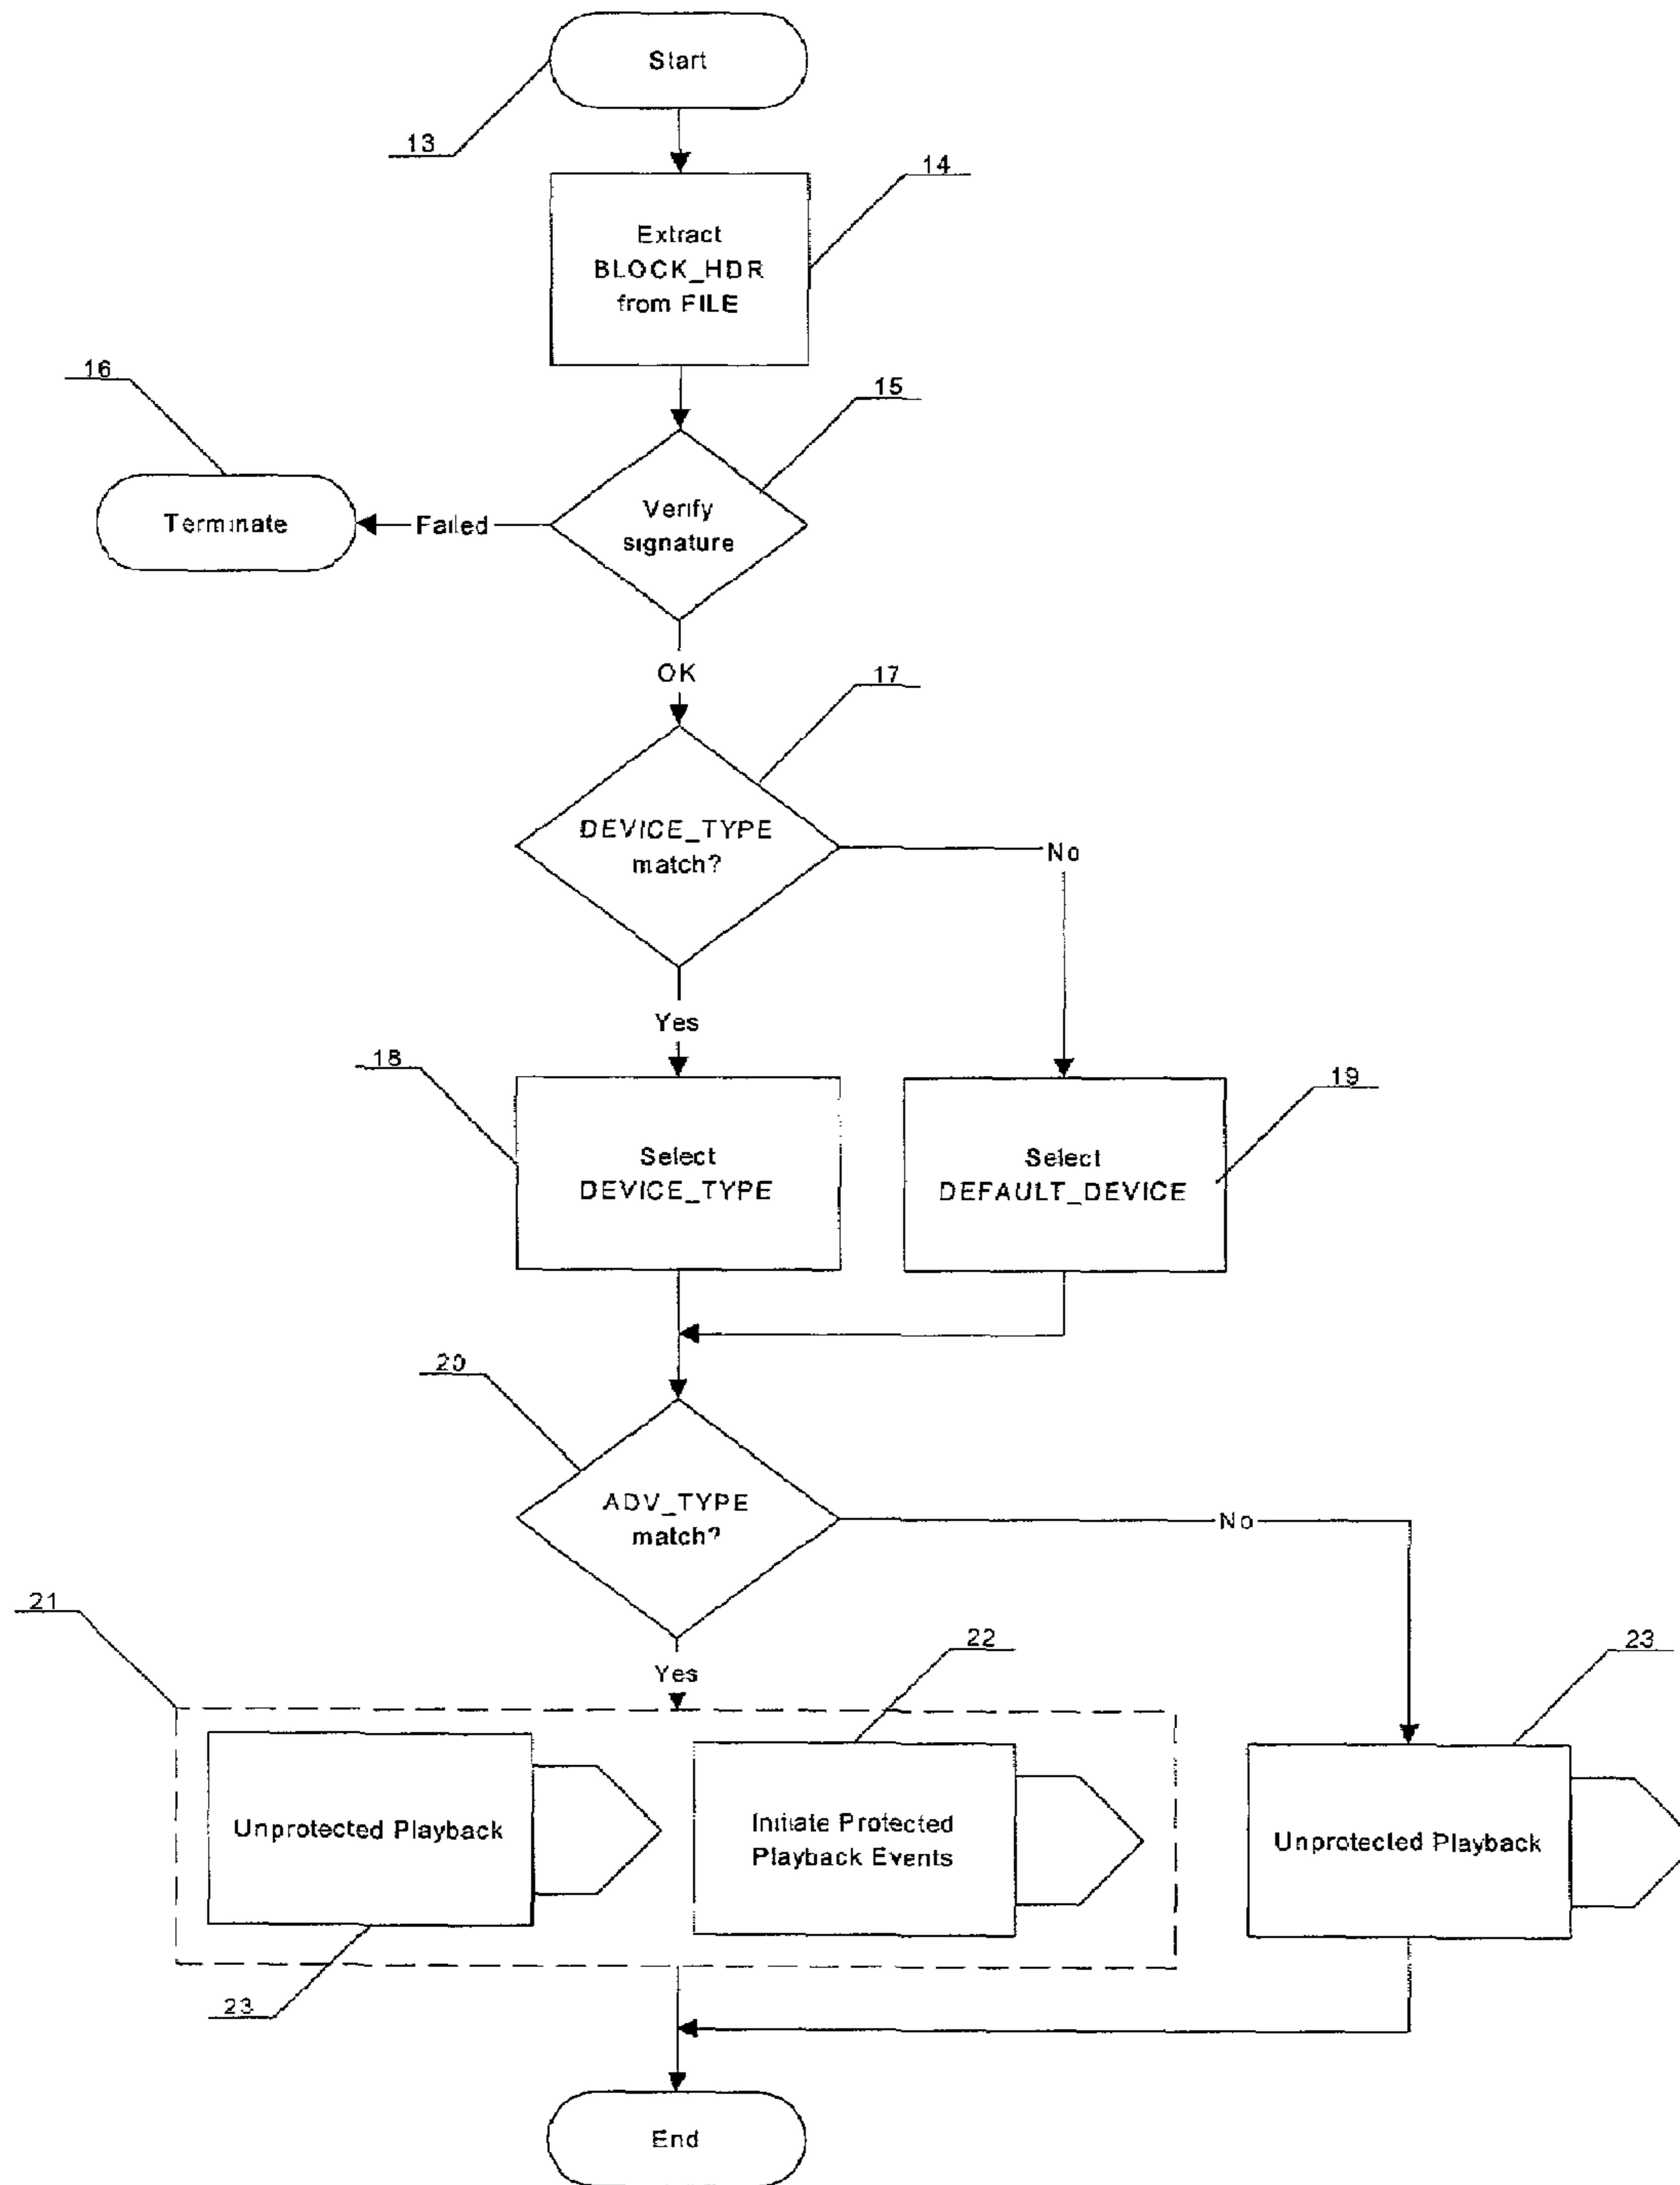 Start
13
14
Extract
BLOCK_HDR
from FILE
16
15
Terminate
Failed
Verify
signature
OK
17
DEVICE_TYPE
match?
No
Yes
18
19
Select
DEVICE_TYPE
Select
DEFAULT_DEVICE
20
ADV_TYPE
match?
No
21
22
23
Yes
Unprotected Playback
Initiate Protected
Playback Events
Unprotected Playback
23
End